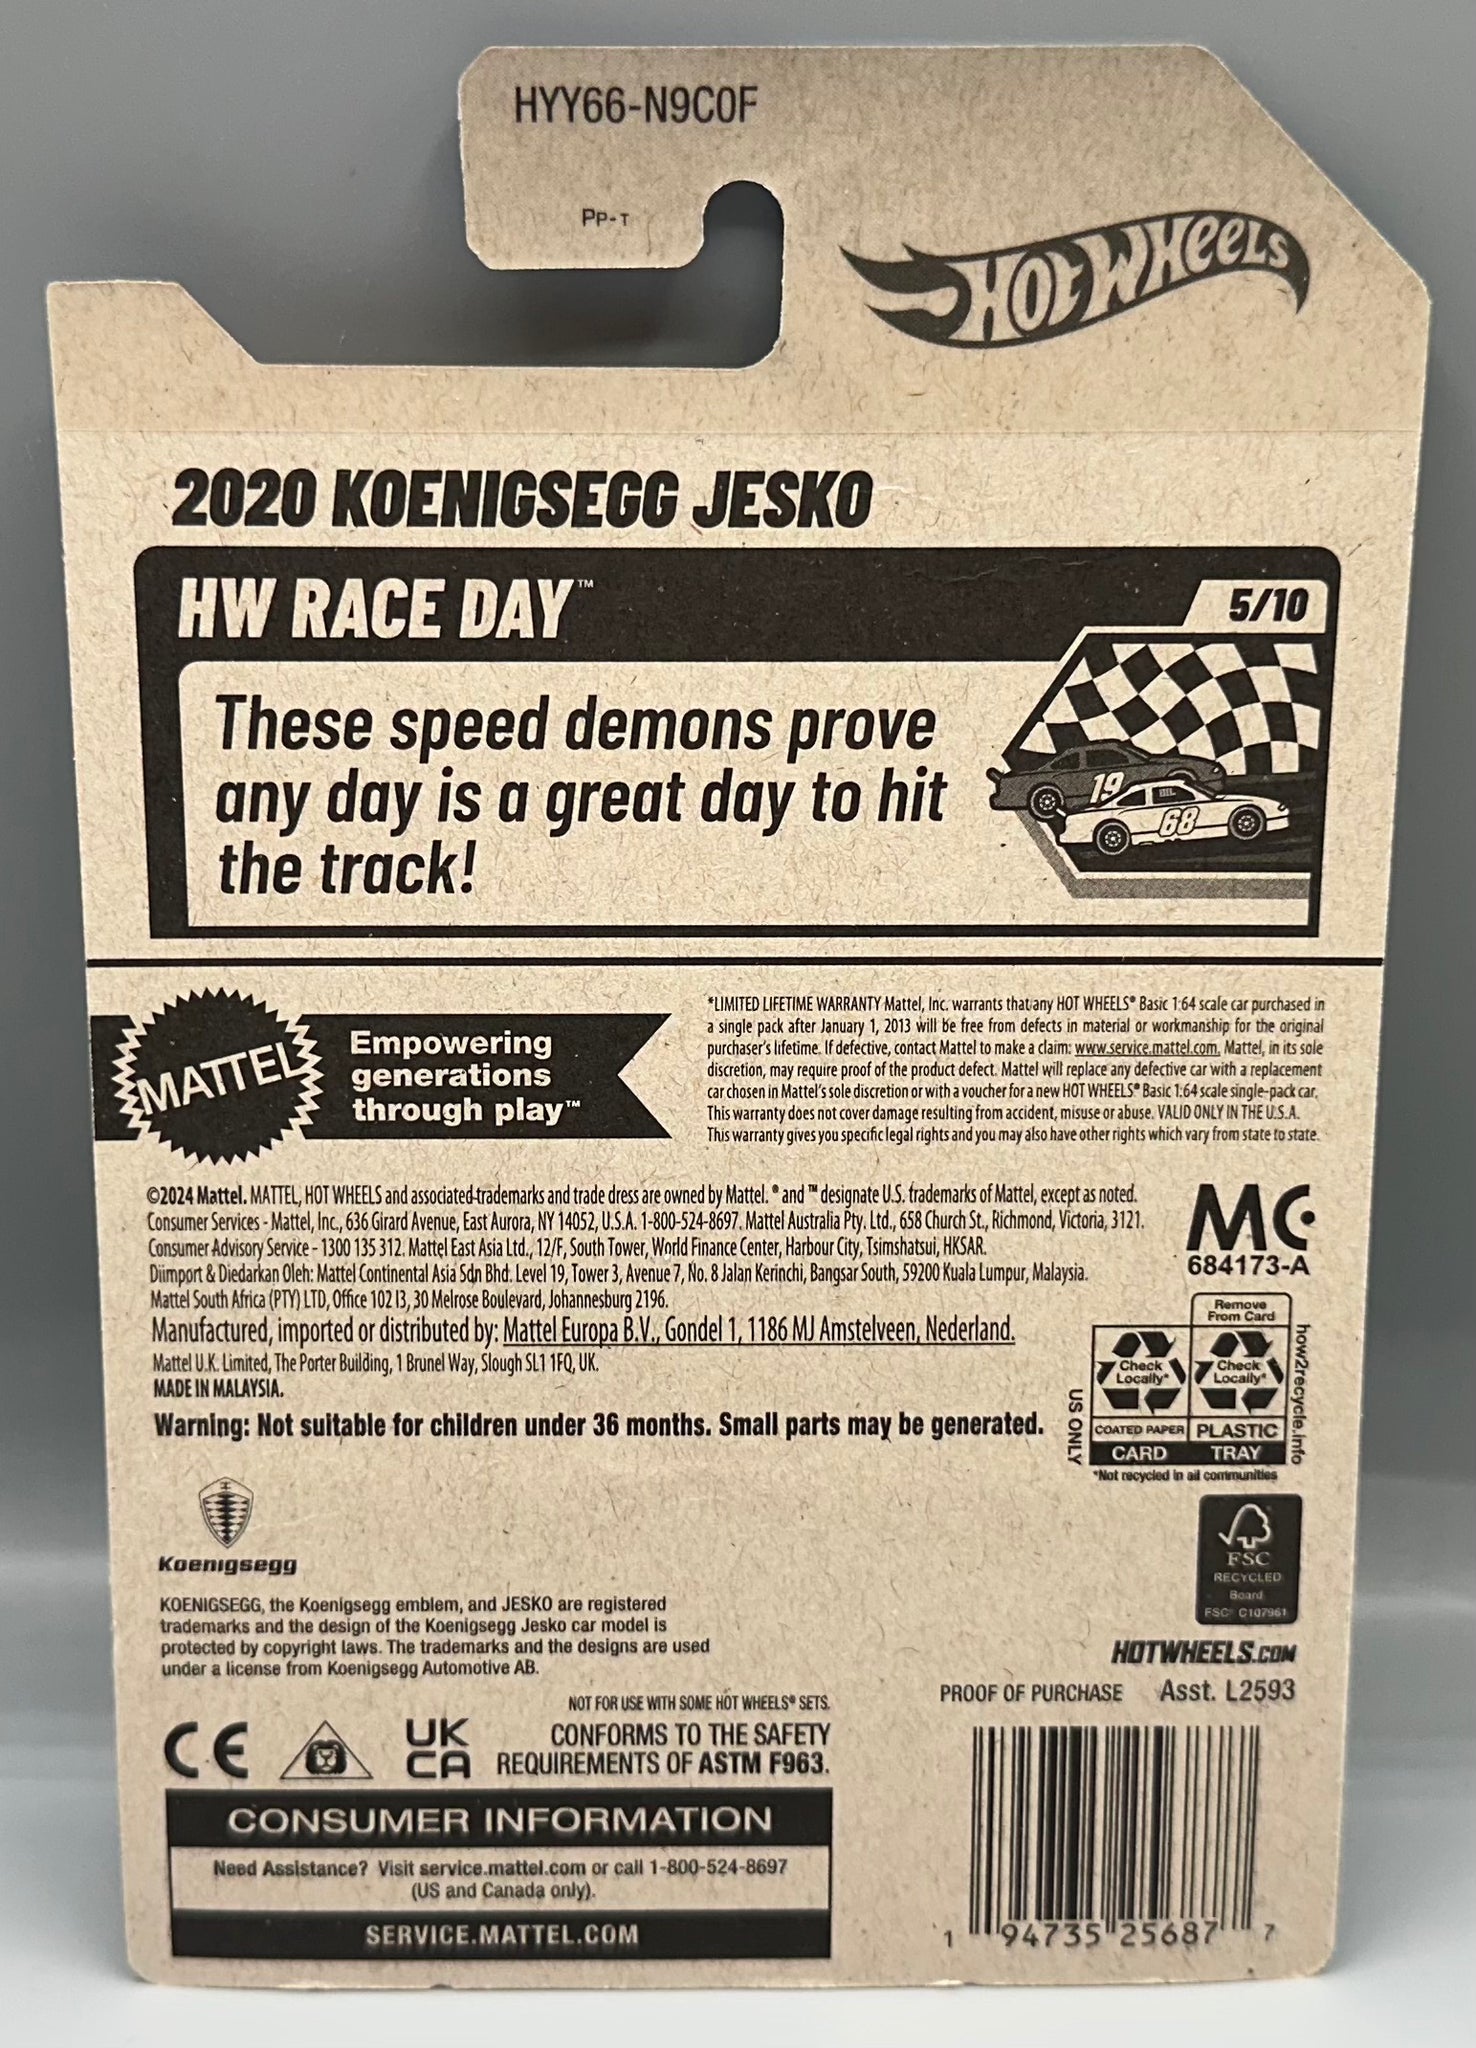 HYY66-N9C0F
PP-T
HOT WHEELS
2020 KOENIGSEGG JESKO
HW RACE DAY™
5/10
These speed demons prove
any day is a great day to hit
the track!
19
68
MATTEL
Empowering
generations
through play™
*LIMITED LIFETIME WARRANTY Mattel, Inc. warrants that any HOT WHEELS® Basic 1:64 scale car purchased in
a single pack after January 1, 2013 will be free from defects in material or workmanship for the original
purchaser's lifetime. If defective, contact Mattel to make a claim: www.service.mattel.com. Mattel, in its sole
discretion, may require proof of the product defect. Mattel will replace any defective car with a replacement
car chosen in Mattel's sole discretion or with a voucher for a new HOT WHEELS® Basic 1:64 scale single-pack car.
This warranty does not cover damage resulting from accident, misuse or abuse. VALID ONLY IN THE U.S.A.
This warranty gives you specific legal rights and you may also have other rights which vary from state to state.
©2024 Mattel. MATTEL, HOT WHEELS and associated trademarks and trade dress are owned by Mattel. ® and ™ designate U.S. trademarks of Mattel, except as noted.
Consumer Services - Mattel, Inc., 636 Girard Avenue, East Aurora, NY 14052, U.S.A. 1-800-524-8697. Mattel Australia Pty. Ltd., 658 Church St., Richmond, Victoria, 3121.
Consumer Advisory Service - 1300 135 312. Mattel East Asia Ltd., 12/F, South Tower, World Finance Center, Harbour City, Tsimshatsui, HKSAR.
Diimport & Diedarkan Oleh: Mattel Continental Asia Sdn Bhd. Level 19, Tower 3, Avenue 7, No. 8 Jalan Kerinchi, Bangsar South, 59200 Kuala Lumpur, Malaysia.
Mattel South Africa (PTY) LTD, Office 102 I3, 30 Melrose Boulevard, Johannesburg 2196.
Manufactured, imported or distributed by: Mattel Europa B.V., Gondel 1, 1186 MJ Amstelveen, Nederland.
Mattel U.K. Limited, The Porter Building, 1 Brunel Way, Slough SL1 1FQ, UK.
MADE IN MALAYSIA.
Warning: Not suitable for children under 36 months. Small parts may be generated.
MC
684173-A
Remove
From Card
Check
Locally*
Check
Locally*
COATED PAPER
PLASTIC
CARD
TRAY
US ONLY
how2recycle.info
*Not recycled in all communities
Koenigsegg
KOENIGSEGG, the Koenigsegg emblem, and JESKO are registered
trademarks and the design of the Koenigsegg Jesko car model is
protected by copyright laws. The trademarks and the designs are used
under a license from Koenigsegg Automotive AB.
FSC
RECYCLED
Board
FSC® C107961
HOTWHEELS.COM
PROOF OF PURCHASE Asst. L2593
NOT FOR USE WITH SOME HOT WHEELS® SETS.
CE
UK
CA
CONFORMS TO THE SAFETY
REQUIREMENTS OF ASTM F963.
CONSUMER INFORMATION
Need Assistance? Visit service.mattel.com or call 1-800-524-8697
(US and Canada only).
SERVICE.MATTEL.COM
1 94735 25687 7